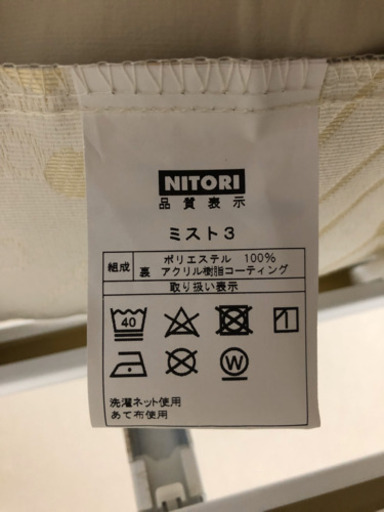 NITORI
品質表示
ミスト3
組成 ポリエステル 100%
裏 アクリル樹脂コーティング
取り扱い表示
40
W
洗濯ネット使用
あて布使用